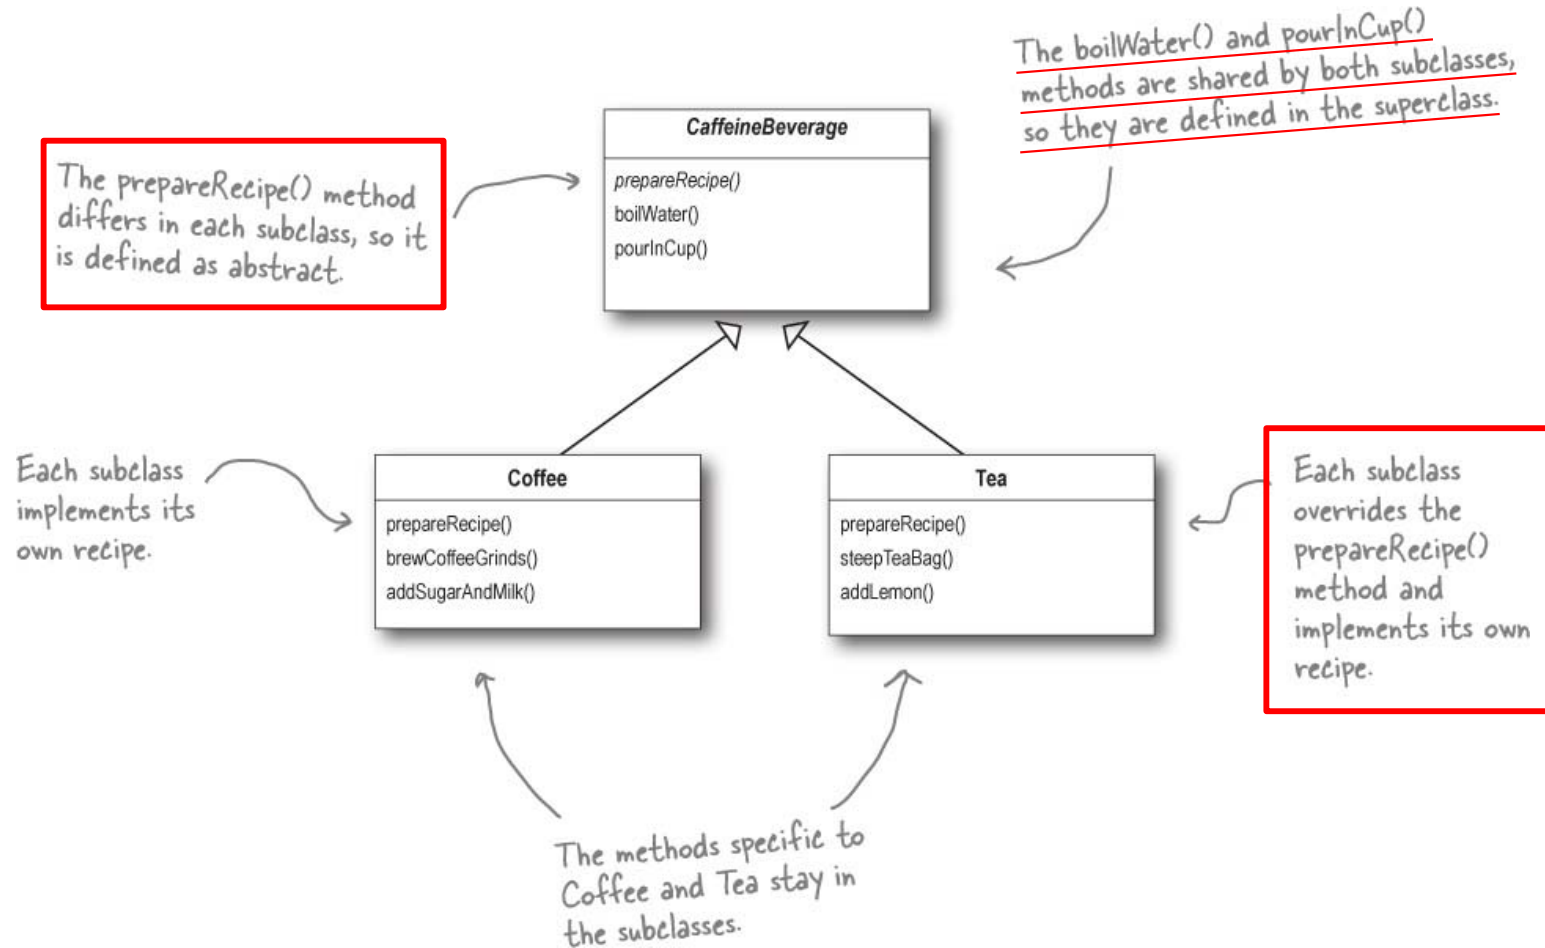 The boilWater() and pourInCup()
methods are shared by both subclasses,
so they are defined in the superclass.
The prepareRecipe() method
differs in each subclass, so it
is defined as abstract.
CaffeineBeverage
prepareRecipe()
boilWater()
pourInCup()
Each subclass
implements its
own recipe.
Coffee
prepareRecipe()
brewCoffeeGrinds()
addSugarAndMilk()
Tea
prepareRecipe()
steepTeaBag()
addLemon()
Each subclass
overrides the
prepareRecipe()
method and
implements its own
recipe.
The methods specific to
Coffee and Tea stay in
the subclasses.